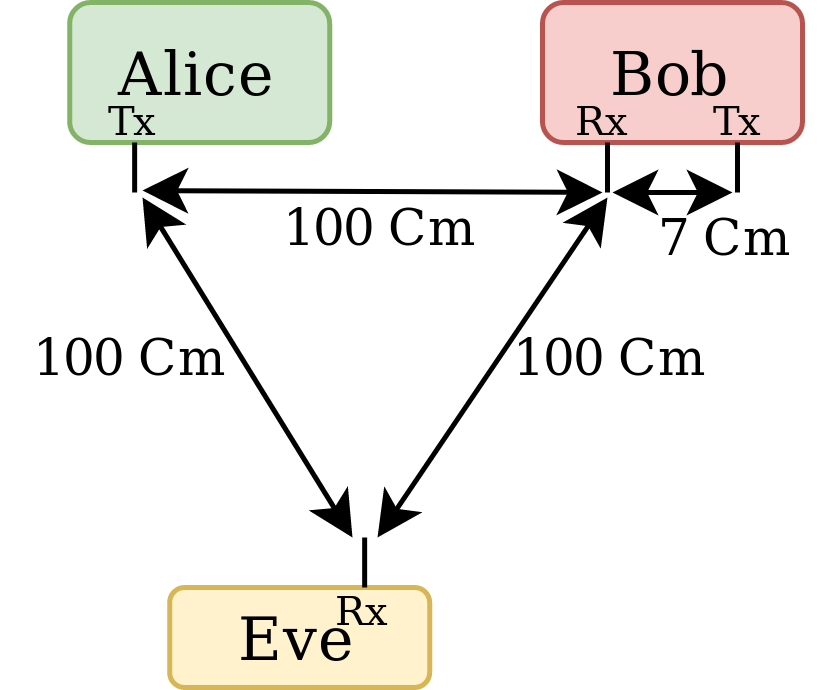 Alice
Tx
Bob
Rx
Tx
100 Cm
7 Cm
100 Cm
100 Cm
Rx
Eve